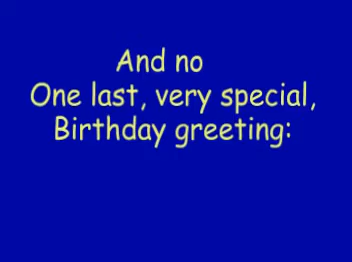 And no
One last, very special,
Birthday greeting: